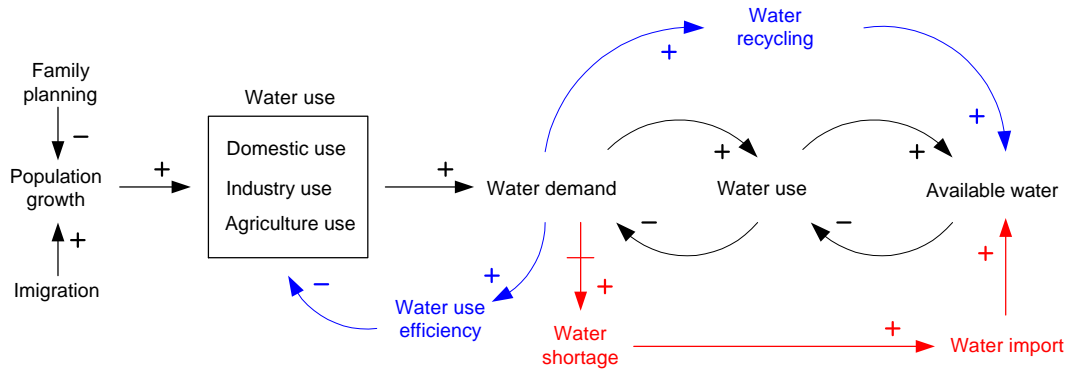 Water
recycling
Family
planning
Water use
−
+
+
Domestic use
+
+
+
+
Population
growth
Industry use
Water demand
Water use
Available water
Agriculture use
−
−
+
+
Imigration
+
−
+
Water use
efficiency
Water
shortage
+
Water import